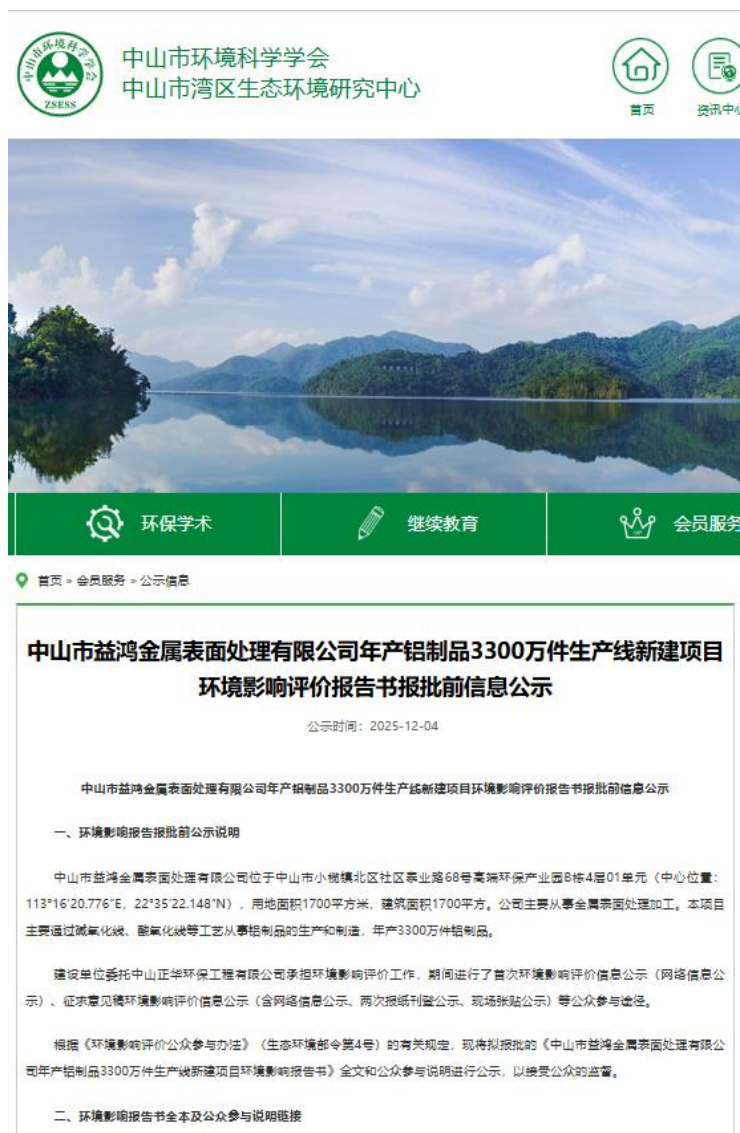 中山市环境科学学会
ZSESS
中山市环境科学学会
中山市湾区生态环境研究中心
首页
资讯中心
环保学术
继续教育
会员服务
首页 » 会员服务 » 公示信息
中山市益鸿金属表面处理有限公司年产铝制品3300万件生产线新建项目
环境影响评价报告书报批前信息公示
公示时间：2025-12-04
中山市益鸿金属表面处理有限公司年产铝制品3300万件生产线新建项目环境影响评价报告书报批前信息公示
一、环境影响报告报批前公示说明
中山市益鸿金属表面处理有限公司位于中山市小榄镇北区社区泰业路68号高端环保产业园B栋4层01单元（中心位置：
113°16'20.776"E，22°35'22.148"N），用地面积1700平方米，建筑面积1700平方。公司主要从事金属表面处理加工。本项目
主要通过碱氧化线、酸氧化线等工艺从事铝制品的生产和制造，年产3300万件铝制品。
建设单位委托中山正华环保工程有限公司承担环境影响评价工作，期间进行了首次环境影响评价信息公示（网络信息公
示）、征求意见稿环境影响评价信息公示（含网络信息公示、两次报纸刊登公示、现场张贴公示）等公众参与途径。
根据《环境影响评价公众参与办法》（生态环境部令第4号）的有关规定，现将拟报批的《中山市益鸿金属表面处理有限公
司年产铝制品3300万件生产线新建项目环境影响报告书》全文和公众参与说明进行公示，以接受公众的监督。
二、环境影响报告书全本及公众参与说明链接